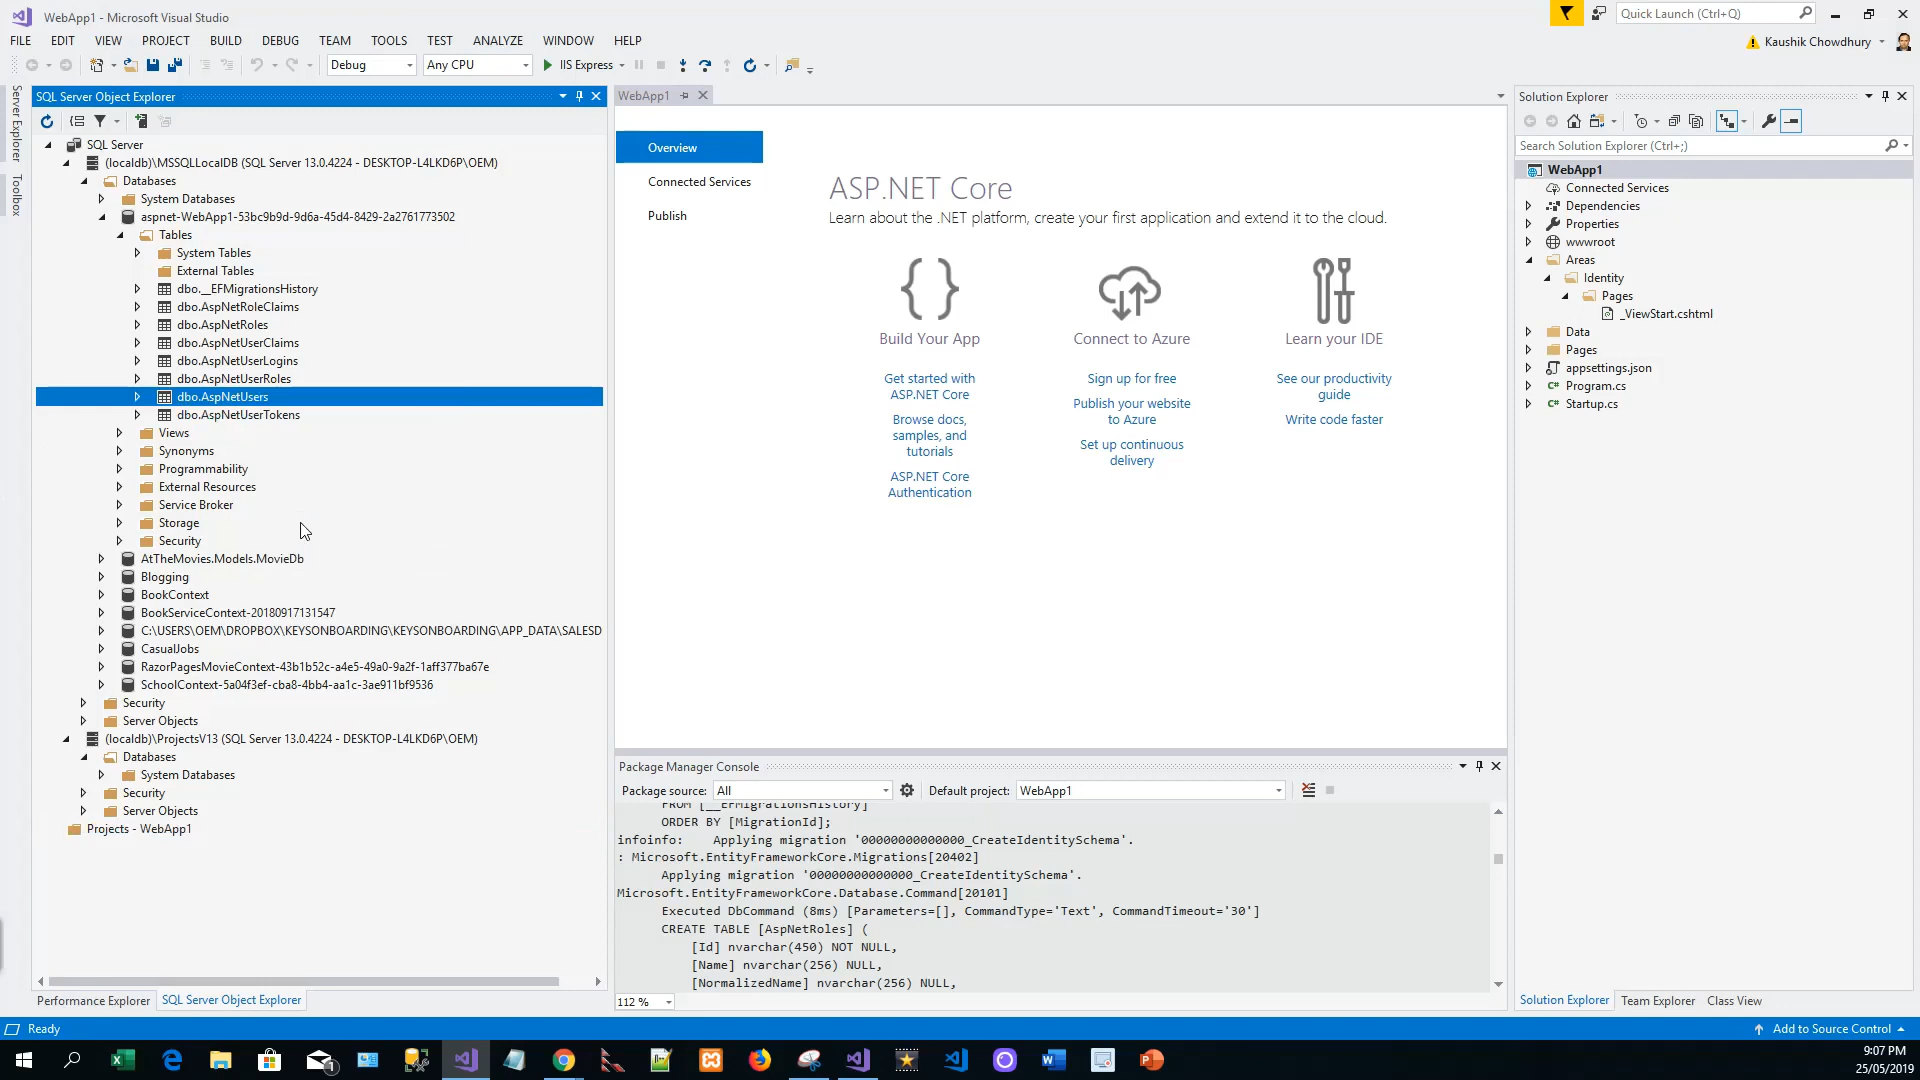 WebApp1 - Microsoft Visual Studio
Quick Launch (Ctrl+Q)
FILE EDIT VIEW PROJECT BUILD DEBUG TEAM TOOLS TEST ANALYZE WINDOW HELP
Kaushik Chowdhury
Debug Any CPU IIS Express
Server Explorer
Toolbox
SQL Server Object Explorer
SQL Server
(localdb)\MSSQLLocalDB (SQL Server 13.0.4224 - DESKTOP-L4LKD6P\OEM)
Databases
System Databases
aspnet-WebApp1-53bc9b9d-9d6a-45d4-8429-2a2761773502
Tables
System Tables
External Tables
dbo.__EFMigrationsHistory
dbo.AspNetRoleClaims
dbo.AspNetRoles
dbo.AspNetUserClaims
dbo.AspNetUserLogins
dbo.AspNetUserRoles
dbo.AspNetUsers
dbo.AspNetUserTokens
Views
Synonyms
Programmability
External Resources
Service Broker
Storage
Security
AtTheMovies.Models.MovieDb
Blogging
BookContext
BookServiceContext-20180917131547
C:\USERS\OEM\DROPBOX\KEYSONBOARDING\KEYSONBOARDING\APP_DATA\SALESD
CasualJobs
RazorPagesMovieContext-43b1b52c-a4e5-49a0-9a2f-1aff377ba67e
SchoolContext-5a04f3ef-cba8-4bb4-aa1c-3ae911bf9536
Security
Server Objects
(localdb)\ProjectsV13 (SQL Server 13.0.4224 - DESKTOP-L4LKD6P\OEM)
Databases
System Databases
Security
Server Objects
Projects - WebApp1
Performance Explorer SQL Server Object Explorer
WebApp1
Overview
Connected Services
Publish
ASP.NET Core
Learn about the .NET platform, create your first application and extend it to the cloud.
Build Your App
Get started with
ASP.NET Core
Browse docs,
samples, and
tutorials
ASP.NET Core
Authentication
Connect to Azure
Sign up for free
Publish your website
to Azure
Set up continuous
delivery
Learn your IDE
See our productivity
guide
Write code faster
Package Manager Console
Package source: All Default project: WebApp1
FROM [__EFMigrationsHistory]
ORDER BY [MigrationId];
infoinfo: Applying migration '00000000000000_CreateIdentitySchema'.
: Microsoft.EntityFrameworkCore.Migrations[20402]
Applying migration '00000000000000_CreateIdentitySchema'.
Microsoft.EntityFrameworkCore.Database.Command[20101]
Executed DbCommand (8ms) [Parameters=[], CommandType='Text', CommandTimeout='30']
CREATE TABLE [AspNetRoles] (
[Id] nvarchar(450) NOT NULL,
[Name] nvarchar(256) NULL,
[NormalizedName] nvarchar(256) NULL,
112 %
Solution Explorer
Search Solution Explorer (Ctrl+;)
WebApp1
Connected Services
Dependencies
Properties
wwwroot
Areas
Identity
Pages
_ViewStart.cshtml
Data
Pages
appsettings.json
Program.cs
Startup.cs
Solution Explorer Team Explorer Class View
Ready
Add to Source Control
9:07 PM
25/05/2019